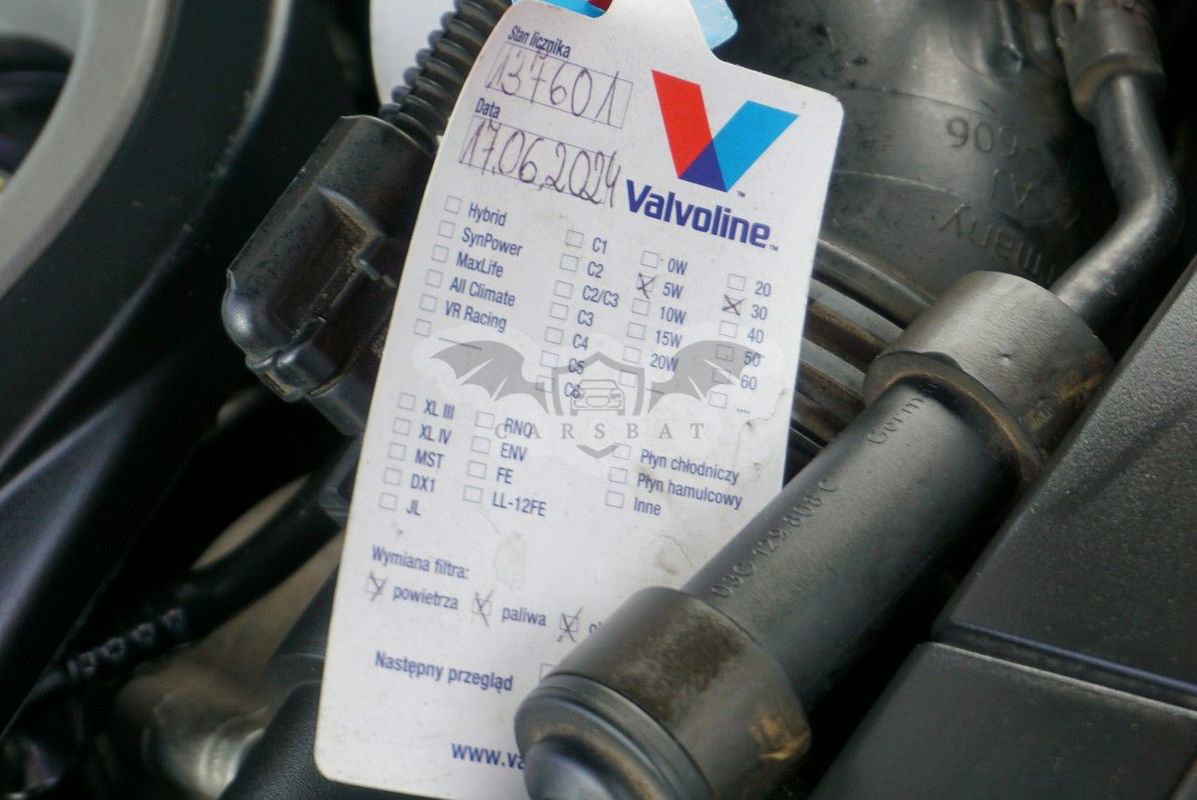 Stan licznika
137601
Data
17.06.2024
Valvoline™
Hybrid
SynPower
MaxLife
All Climate
VR Racing
C1
C2
C2/C3
C3
C4
C5
C6
0W
5W
10W
15W
20W
20
30
40
50
60
XL III
XL IV
MST
DX1
JL
RNO
ENV
FE
LL-12FE
Płyn chłodniczy
Płyn hamulcowy
Inne
Wymiana filtra:
powietrza paliwa
Następny przegląd
www.va
CARSBAT
03C 129 808 C
Germ
906
many